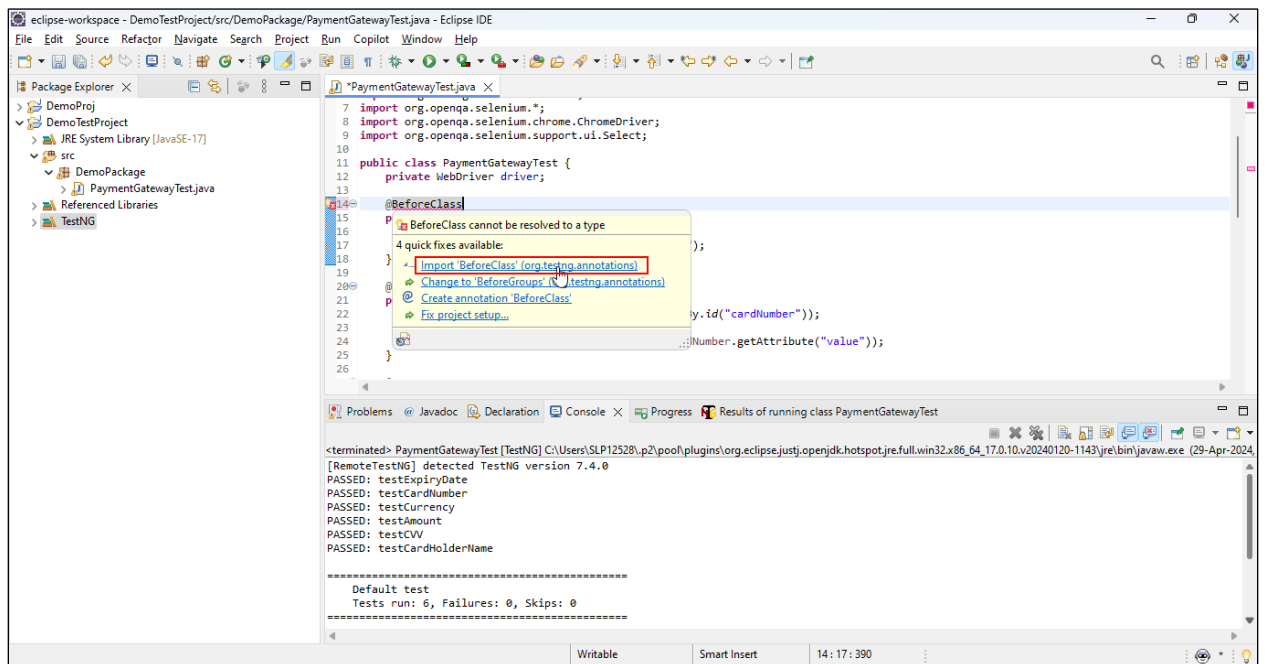 eclipse-workspace - DemoTestProject/src/DemoPackage/PaymentGatewayTest.java - Eclipse IDE
File Edit Source Refactor Navigate Search Project Run Copilot Window Help
Package Explorer
DemoProj
DemoTestProject
JRE System Library [JavaSE-17]
src
DemoPackage
PaymentGatewayTest.java
Referenced Libraries
TestNG
*PaymentGatewayTest.java
7 import org.openqa.selenium.*;
8 import org.openqa.selenium.chrome.ChromeDriver;
9 import org.openqa.selenium.support.ui.Select;
10
11 public class PaymentGatewayTest {
12 private WebDriver driver;
13
14 @BeforeClass
15 p
16
17 );
18 }
19
20 @
21 p
22 y.id("cardNumber"));
23
24 Number.getAttribute("value"));
25 }
26
BeforeClass cannot be resolved to a type
4 quick fixes available:
Import 'BeforeClass' (org.testng.annotations)
Change to 'BeforeGroups' ( .testng.annotations)
Create annotation 'BeforeClass'
Fix project setup...
Problems @ Javadoc Declaration Console Progress Results of running class PaymentGatewayTest
<terminated> PaymentGatewayTest [TestNG] C:\Users\SLP12528\.p2\pool\plugins\org.eclipse.justj.openjdk.hotspot.jre.full.win32.x86_64_17.0.10.v20240120-1143\jre\bin\javaw.exe (29-Apr-2024,
[RemoteTestNG] detected TestNG version 7.4.0
PASSED: testExpiryDate
PASSED: testCardNumber
PASSED: testCurrency
PASSED: testAmount
PASSED: testCVV
PASSED: testCardHolderName
===============================================
Default test
Tests run: 6, Failures: 0, Skips: 0
===============================================
Writable Smart Insert 14 : 17 : 390